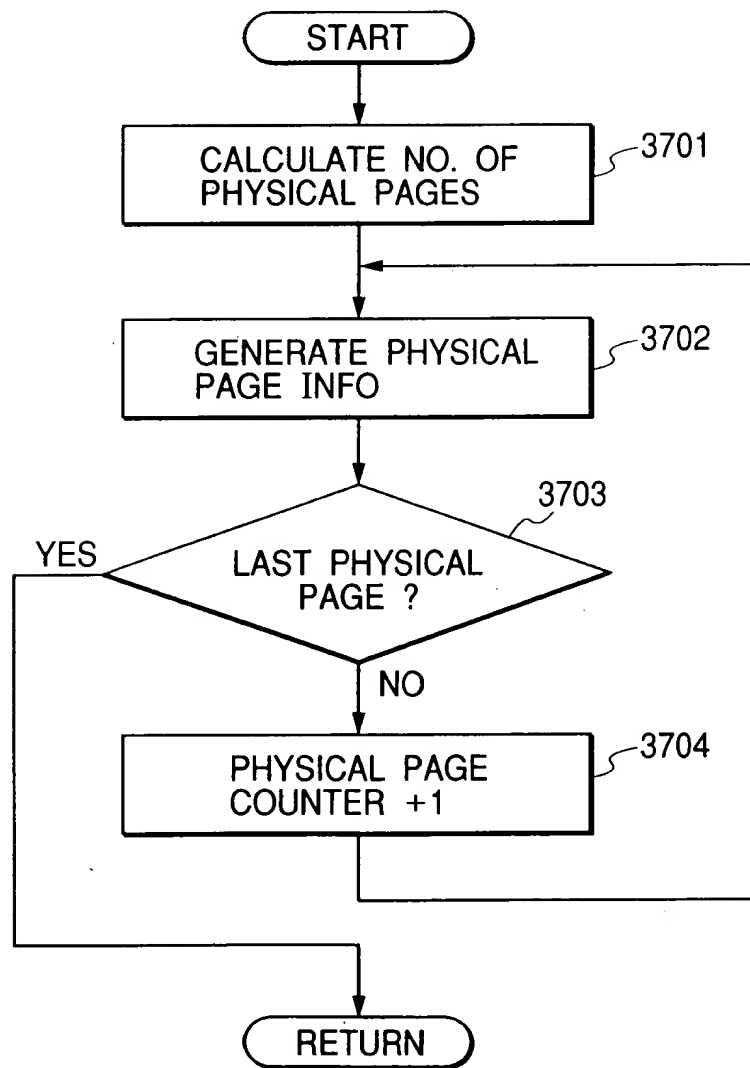 START
CALCULATE NO. OF
PHYSICAL PAGES
3701
GENERATE PHYSICAL
PAGE INFO
3702
3703
YES
LAST PHYSICAL
PAGE ?
NO
PHYSICAL PAGE
COUNTER +1
3704
RETURN